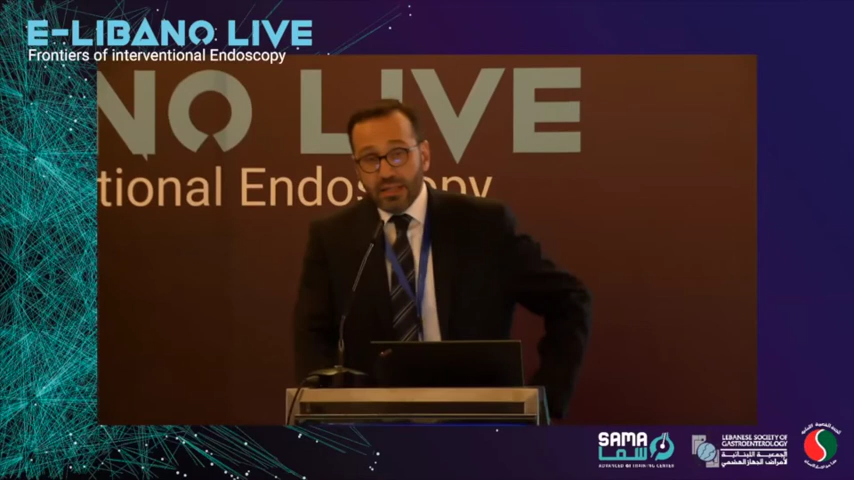 E-LIBANO LIVE
Frontiers of interventional Endoscopy
NO LIVE
tional Endoscopy
SAMA
سما
LEBANESE SOCIETY OF
GASTROENTEROLOGY
الجمعية اللبنانية
لأمراض الجهاز الهضمي